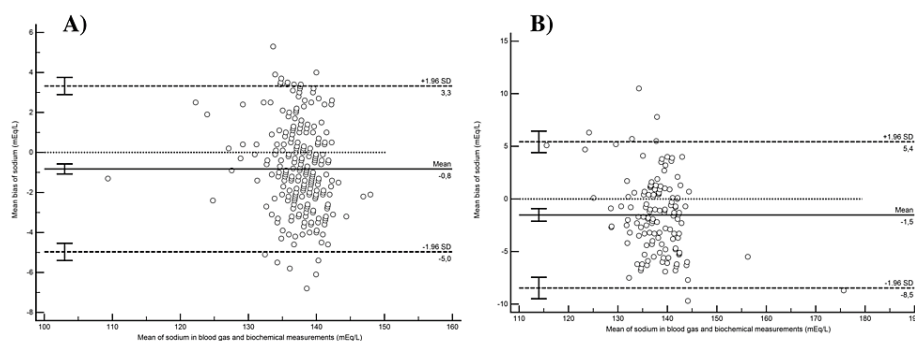 A)
Mean bias of sodium (mEq/L)
6
4
2
0
-2
-4
-6
-8
+1.96 SD
3,3
Mean
-0,8
-1.96 SD
-5,0
100 110 120 130 140 150 160
Mean of sodium in blood gas and biochemical measurements (mEq/L)
B)
Mean bias of sodium (mEq/L)
15
10
5
0
-5
-10
+1.96 SD
5,4
Mean
-1,5
-1.96 SD
-8,5
110 120 130 140 150 160 170 180
Mean of sodium in blood gas and biochemical measurements (mEq/L)